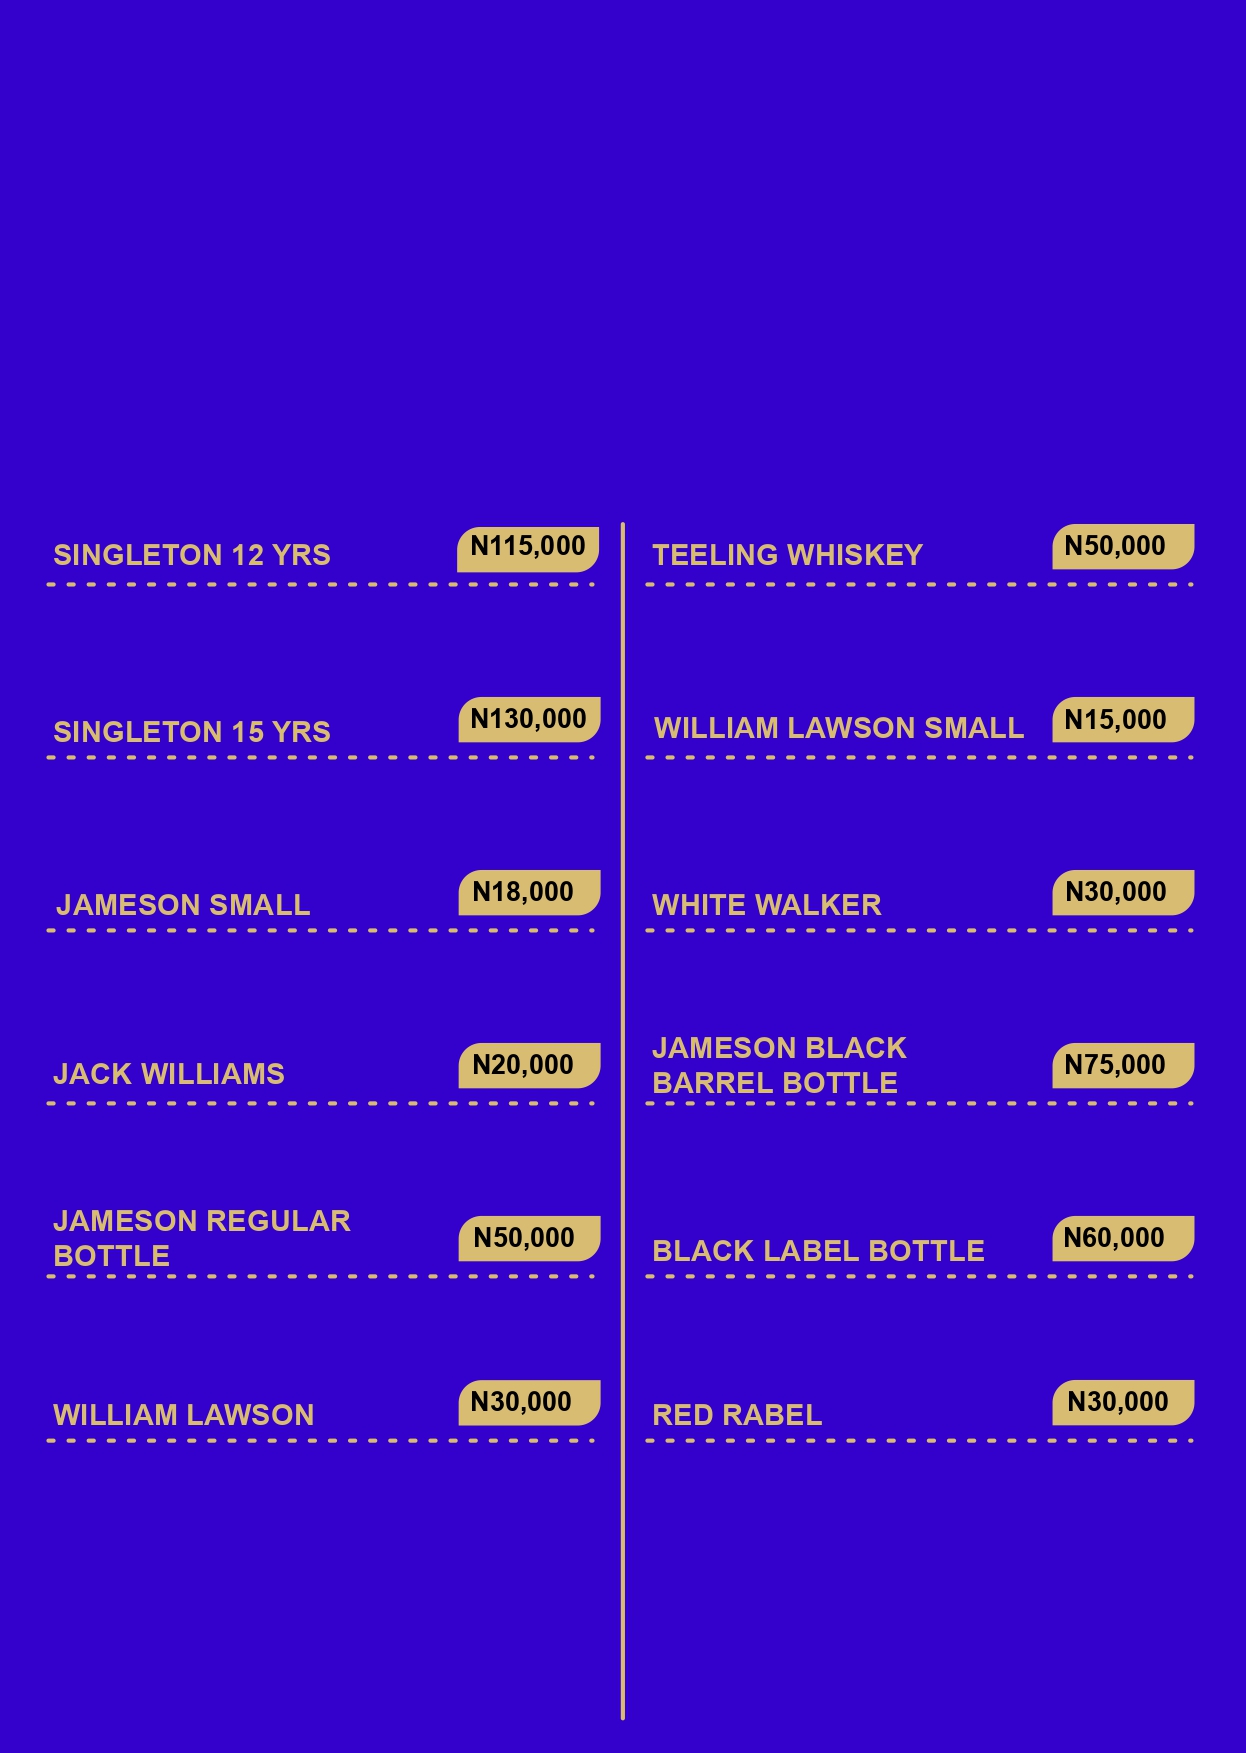 SINGLETON 12 YRS N115,000
SINGLETON 15 YRS N130,000
JAMESON SMALL N18,000
JACK WILLIAMS N20,000
JAMESON REGULAR
BOTTLE N50,000
WILLIAM LAWSON N30,000
TEELING WHISKEY N50,000
WILLIAM LAWSON SMALL N15,000
WHITE WALKER N30,000
JAMESON BLACK
BARREL BOTTLE N75,000
BLACK LABEL BOTTLE N60,000
RED RABEL N30,000